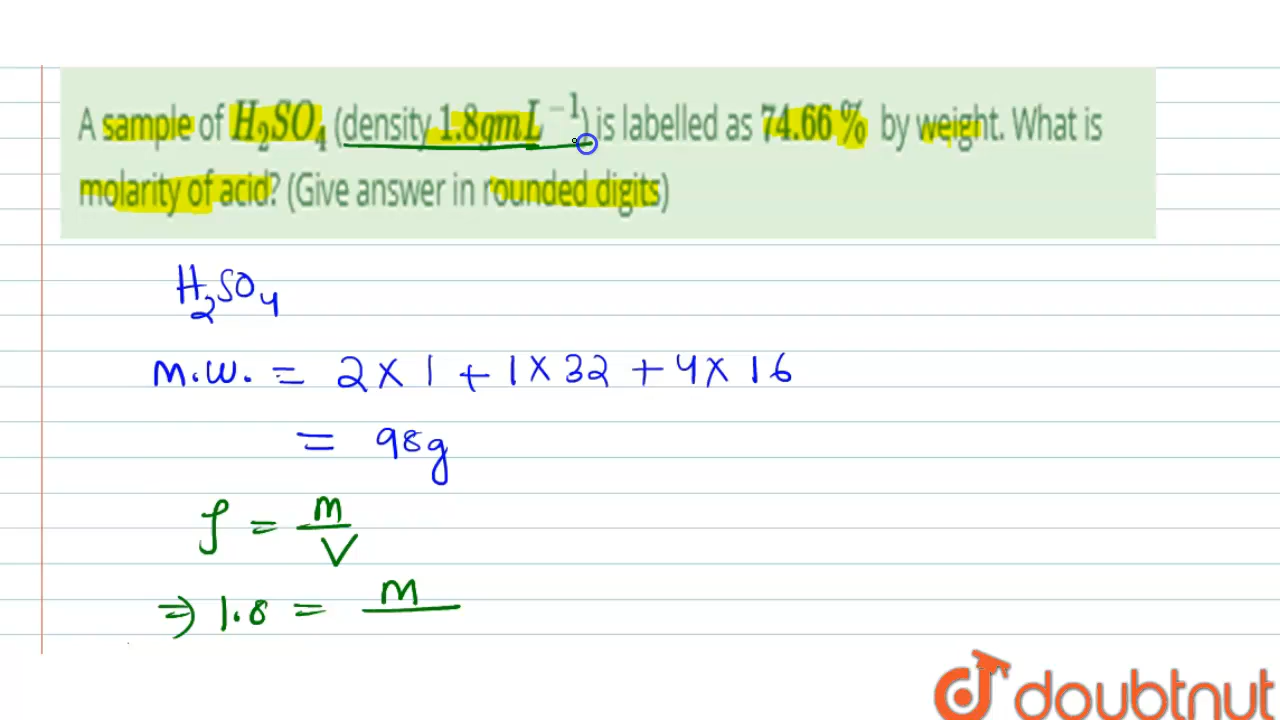 A sample of H₂SO₄ (density 1.8gmL⁻¹) is labelled as 74.66 % by weight. What is
molarity of acid? (Give answer in rounded digits)
H₂SO₄
M.W. = 2 × 1 + 1 × 32 + 4 × 16
= 98g
ρ = m/V
⇒ 1.8 = M
doubtnut